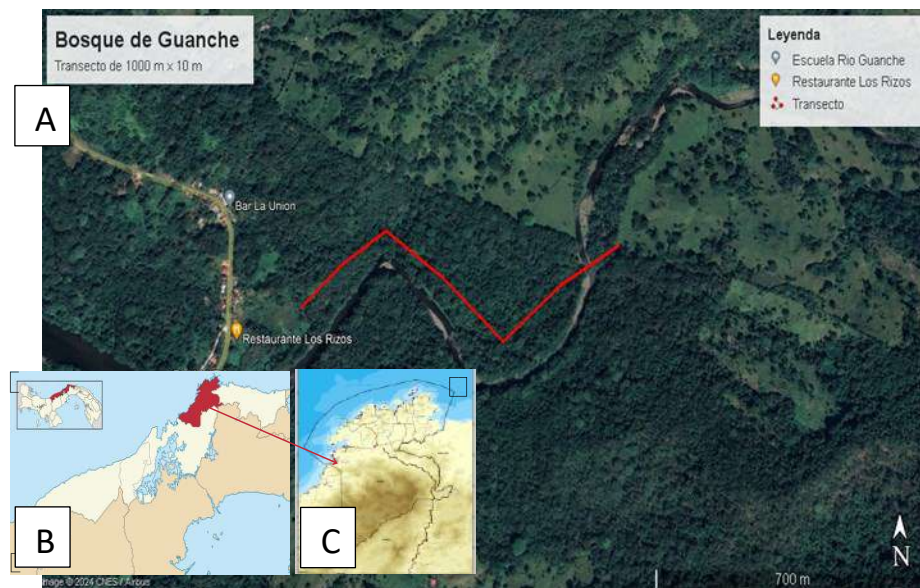 Bosque de Guanche
Transecto de 1000 m x 10 m
Leyenda
Escuela Rio Guanche
Restaurante Los Rizos
Transecto
A
Bar La Union
Restaurante Los Rizos
B
C
N
Image © 2024 CNES / Airbus
700 m